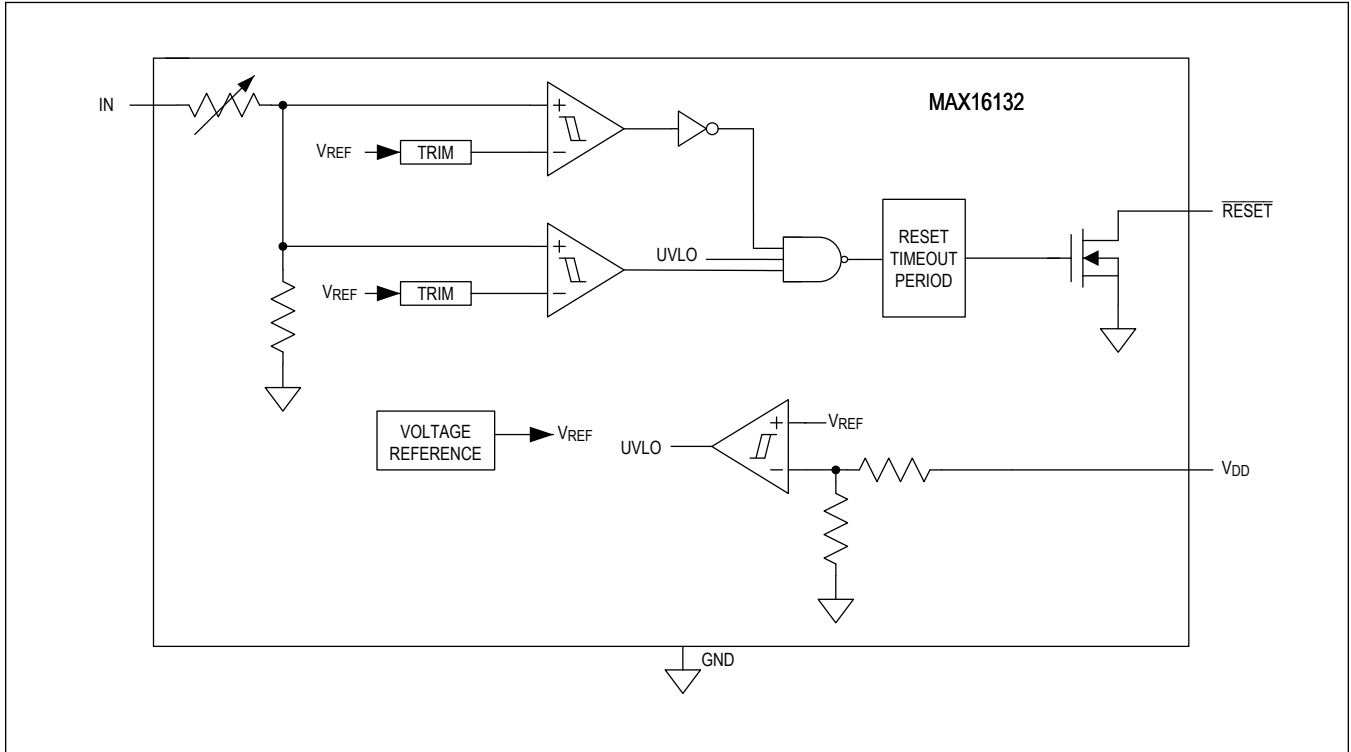 MAX16132
IN
+
VREF
TRIM
−
RESET
+
UVLO
RESET
TIMEOUT
PERIOD
VREF
TRIM
−
VOLTAGE
REFERENCE
VREF
UVLO
+
VREF
−
VDD
GND